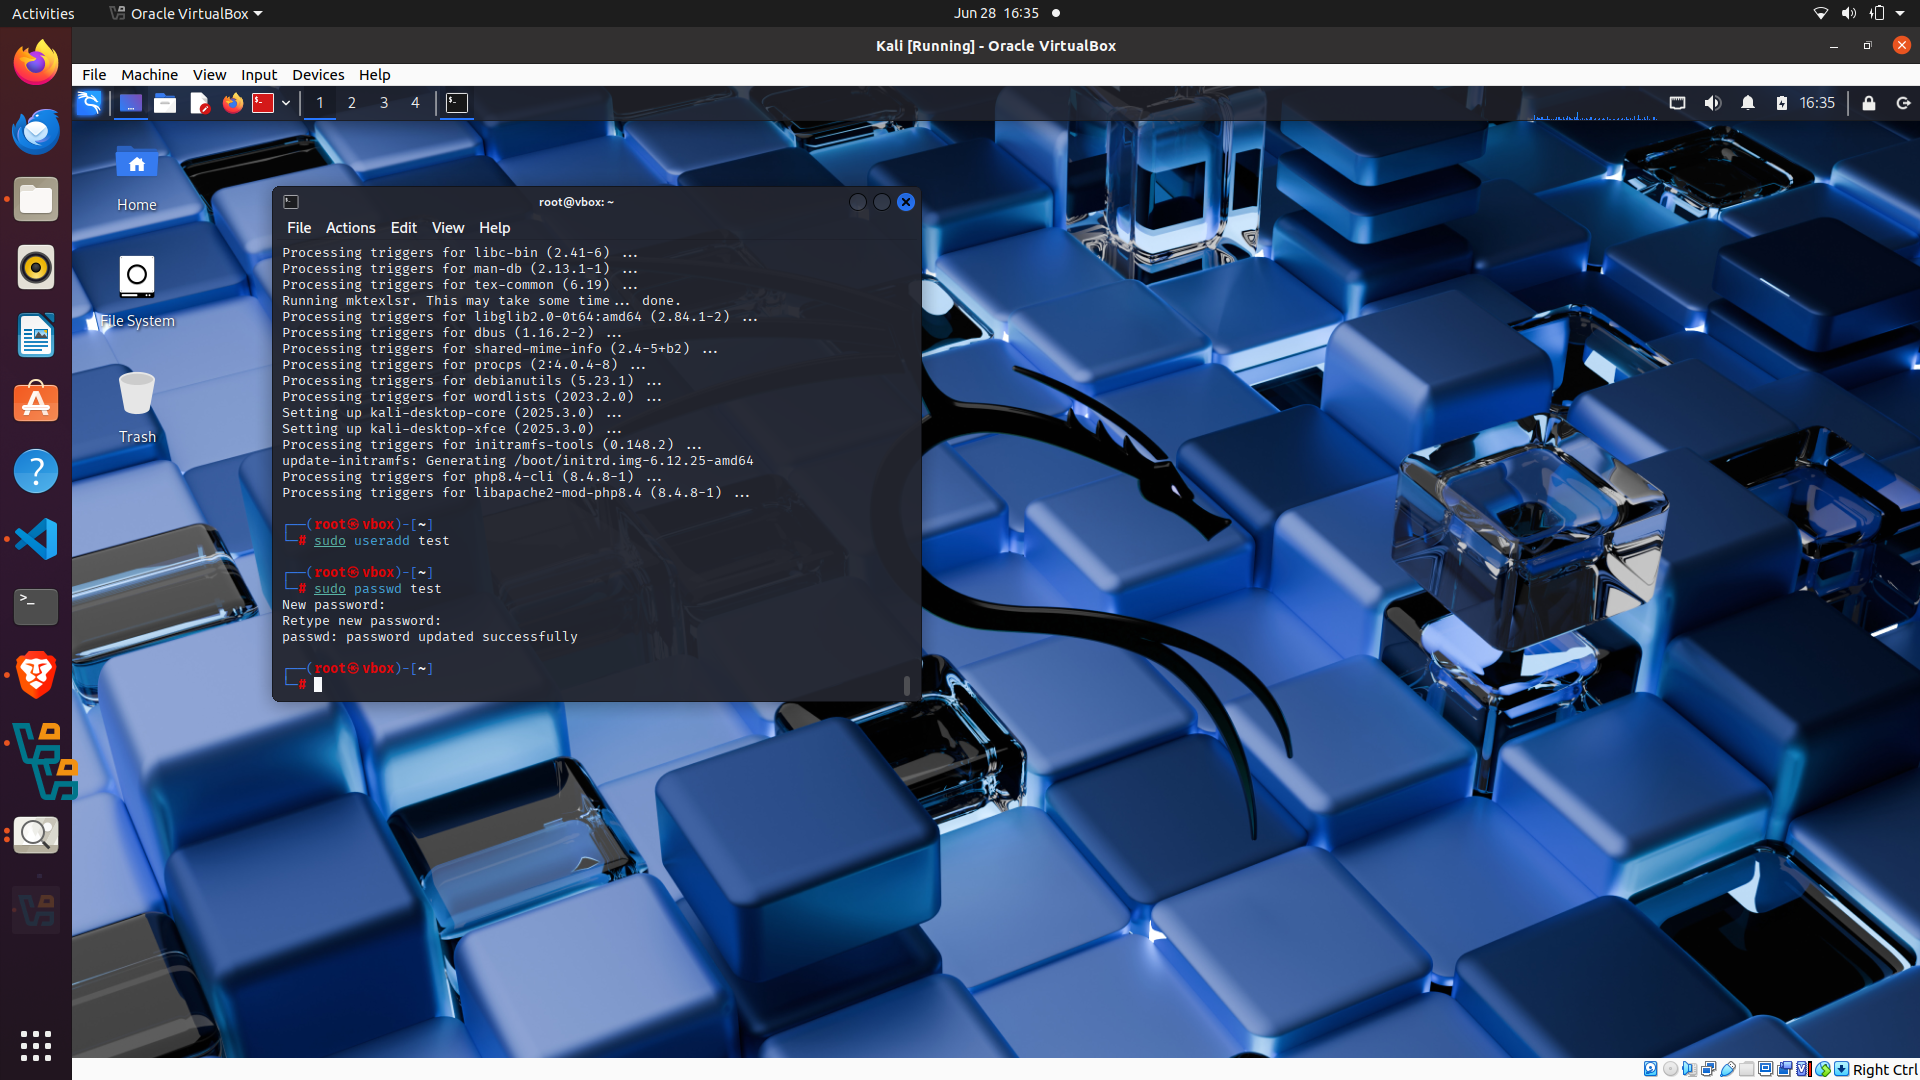 Activities
Oracle VirtualBox
Jun 28 16:35
Kali [Running] - Oracle VirtualBox
File Machine View Input Devices Help
1 2 3 4
16:35
Home
File System
Trash
root@vbox: ~
File Actions Edit View Help
Processing triggers for libc-bin (2.41-6) ...
Processing triggers for man-db (2.13.1-1) ...
Processing triggers for tex-common (6.19) ...
Running mktexlsr. This may take some time... done.
Processing triggers for libglib2.0-0t64:amd64 (2.84.1-2) ...
Processing triggers for dbus (1.16.2-2) ...
Processing triggers for shared-mime-info (2.4-5+b2) ...
Processing triggers for procps (2:4.0.4-8) ...
Processing triggers for debianutils (5.23.1) ...
Processing triggers for wordlists (2023.2.0) ...
Setting up kali-desktop-core (2025.3.0) ...
Setting up kali-desktop-xfce (2025.3.0) ...
Processing triggers for initramfs-tools (0.148.2) ...
update-initramfs: Generating /boot/initrd.img-6.12.25-amd64
Processing triggers for php8.4-cli (8.4.8-1) ...
Processing triggers for libapache2-mod-php8.4 (8.4.8-1) ...
┌──(root㉿vbox)-[~]
└─# sudo useradd test
┌──(root㉿vbox)-[~]
└─# sudo passwd test
New password:
Retype new password:
passwd: password updated successfully
┌──(root㉿vbox)-[~]
└─#
Right Ctrl